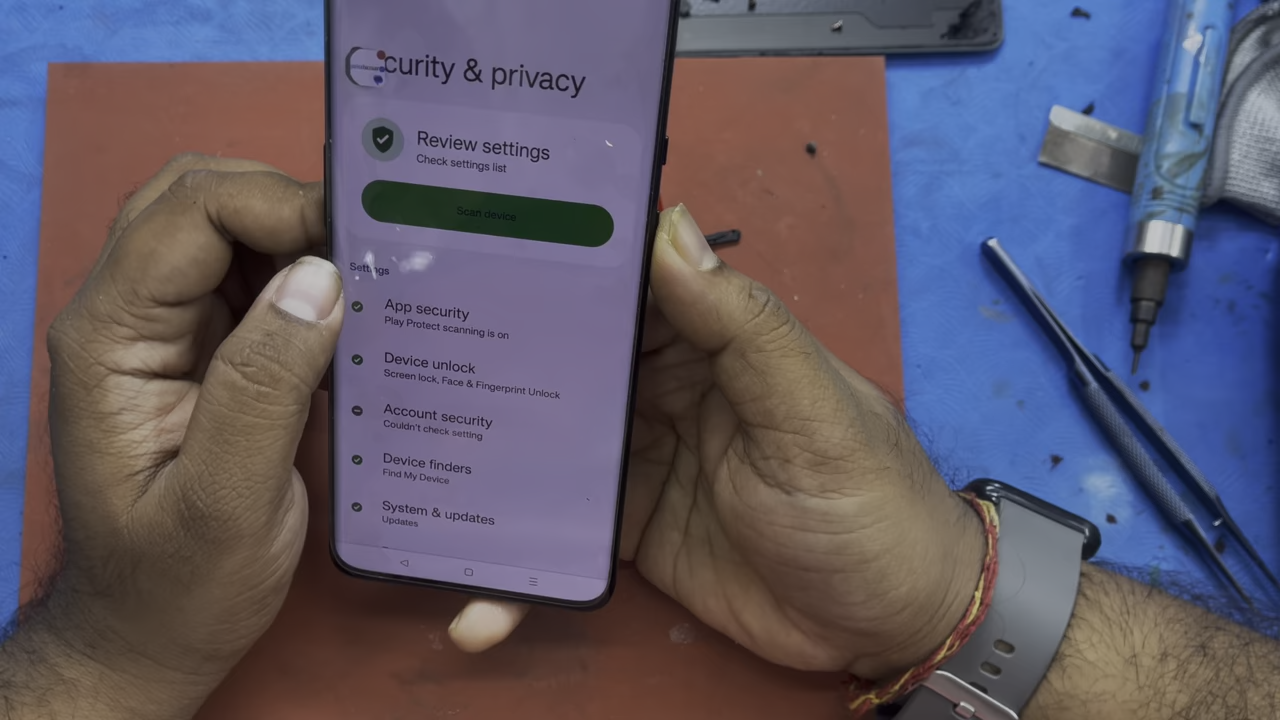 curity & privacy
Review settings
Check settings list
Scan device
Settings
App security
Play Protect scanning is on
Device unlock
Screen lock, Face & Fingerprint Unlock
Account security
Couldn't check setting
Device finders
Find My Device
System & updates
Updates